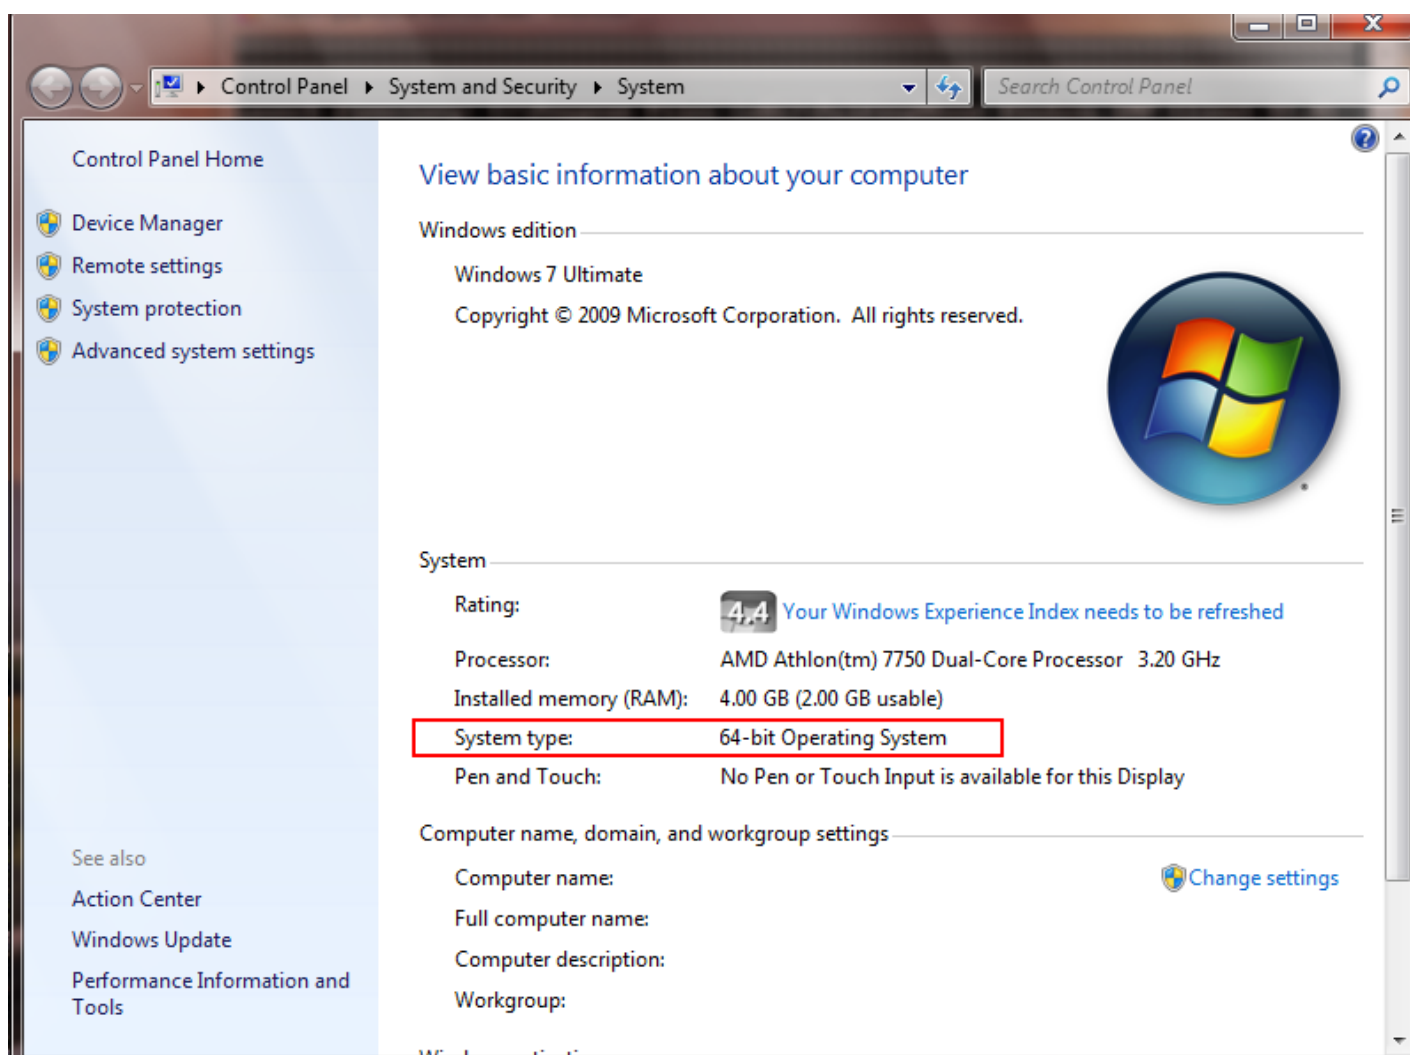 Control Panel System and Security System Search Control Panel
Control Panel Home
Device Manager
Remote settings
System protection
Advanced system settings
See also
Action Center
Windows Update
Performance Information and
Tools
View basic information about your computer
Windows edition
Windows 7 Ultimate
Copyright © 2009 Microsoft Corporation. All rights reserved.
System
Rating: 4.4 Your Windows Experience Index needs to be refreshed
Processor: AMD Athlon(tm) 7750 Dual-Core Processor 3.20 GHz
Installed memory (RAM): 4.00 GB (2.00 GB usable)
System type: 64-bit Operating System
Pen and Touch: No Pen or Touch Input is available for this Display
Computer name, domain, and workgroup settings
Computer name: Change settings
Full computer name:
Computer description:
Workgroup: